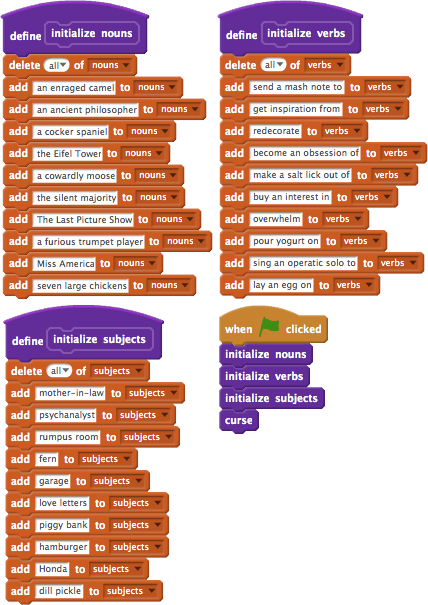 define initialize nouns
delete all of nouns
add an enraged camel to nouns
add an ancient philosopher to nouns
add a cocker spaniel to nouns
add the Eifel Tower to nouns
add a cowardly moose to nouns
add the silent majority to nouns
add The Last Picture Show to nouns
add a furious trumpet player to nouns
add Miss America to nouns
add seven large chickens to nouns
define initialize verbs
delete all of verbs
add send a mash note to to verbs
add get inspiration from to verbs
add redecorate to verbs
add become an obsession of to verbs
add make a salt lick out of to verbs
add buy an interest in to verbs
add overwhelm to verbs
add pour yogurt on to verbs
add sing an operatic solo to to verbs
add lay an egg on to verbs
define initialize subjects
delete all of subjects
add mother-in-law to subjects
add psychanalyst to subjects
add rumpus room to subjects
add fern to subjects
add garage to subjects
add love letters to subjects
add piggy bank to subjects
add hamburger to subjects
add Honda to subjects
add dill pickle to subjects
when clicked
initialize nouns
initialize verbs
initialize subjects
curse